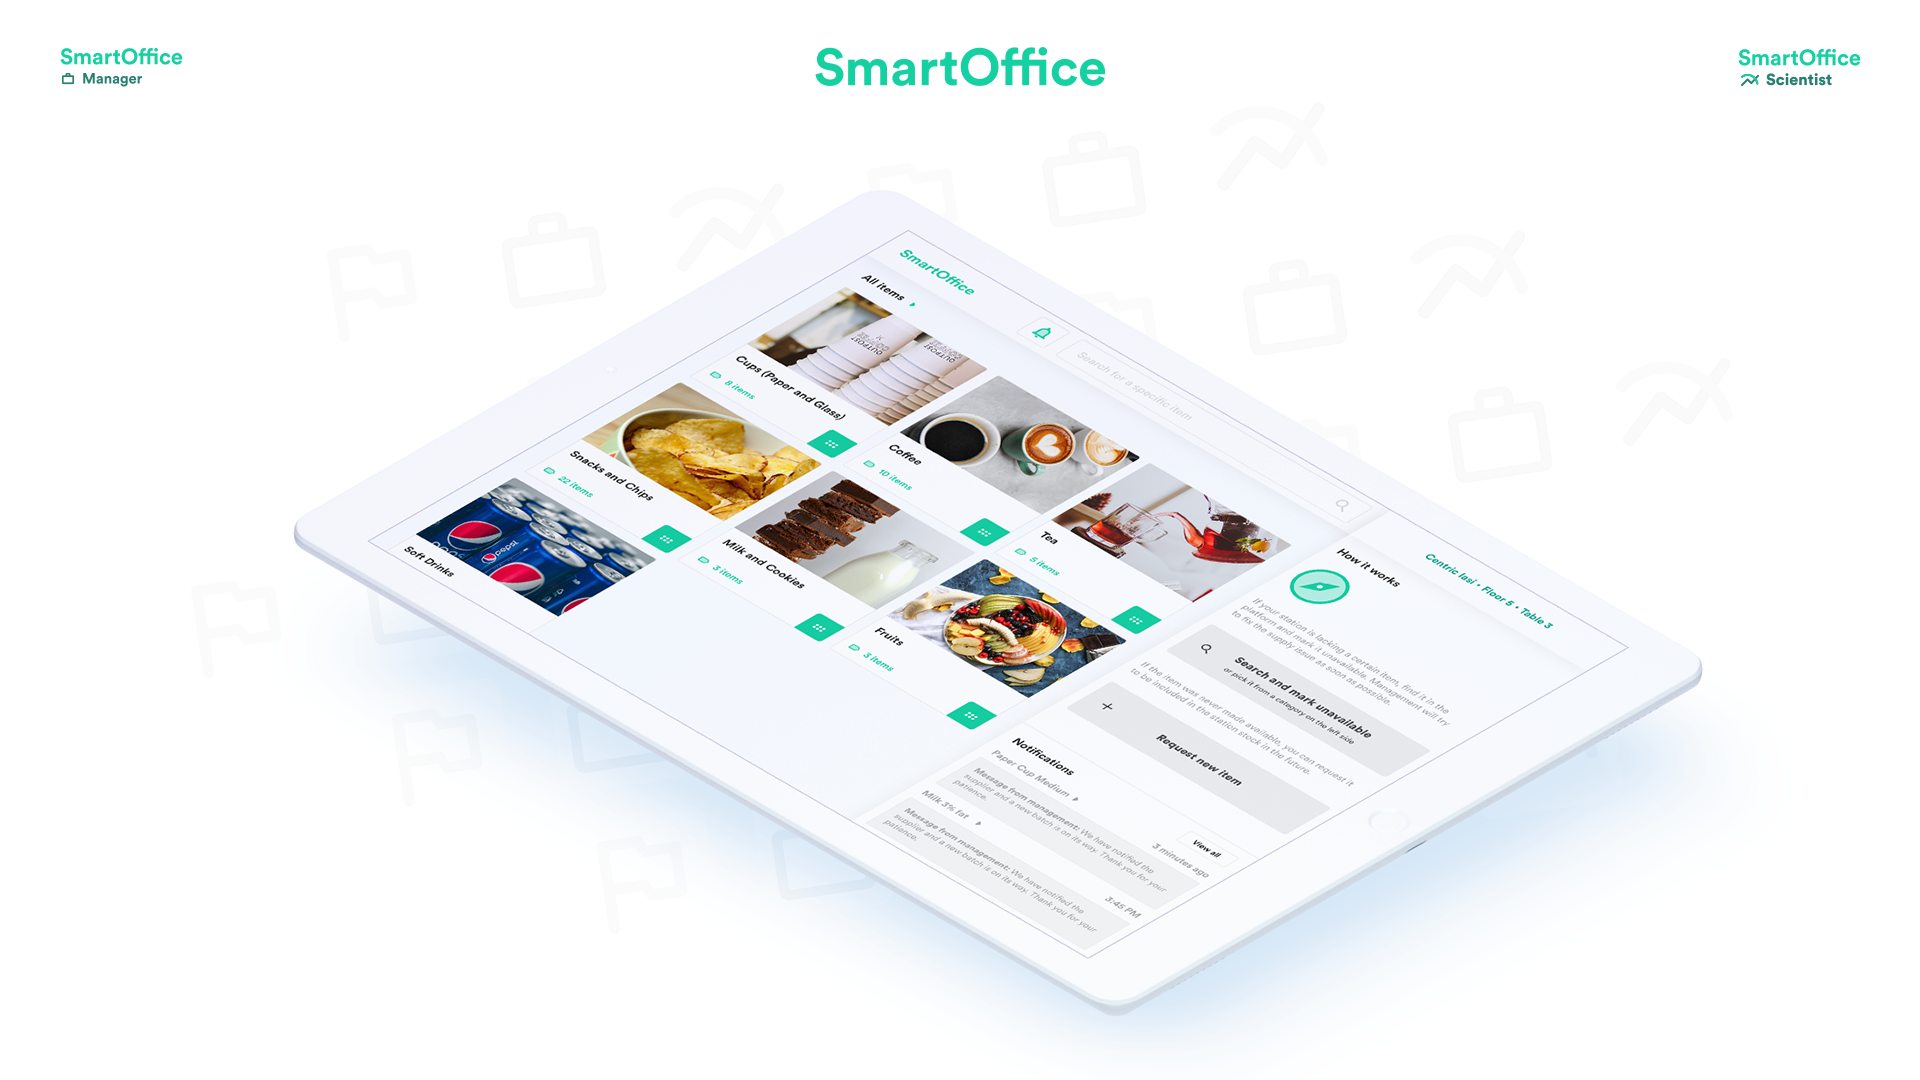 SmartOffice
Manager
SmartOffice
SmartOffice
Scientist
SmartOffice
All items
Search for a specific item
Cups (Paper and Glass)
8 items
COFFEE
OUTPOST
COFFEE
OUTPOST
Coffee
10 items
Tea
5 items
Snacks and Chips
22 items
Milk and Cookies
3 items
Fruits
3 items
Soft Drinks
pepsi
Centric Iasi • Floor 5 • Table 3
How it works
If your station is lacking a certain item, find it in the
platform and mark it unavailable. Management will try
to fix the supply issue as soon as possible.
Search and mark unavailable
or pick it from a category on the left side
If the item was never made available, you can request it
to be included in the station stock in the future.
Request new item
Notifications
View all
Paper Cup Medium
3 minutes ago
Message from management: We have notified the
supplier and a new batch is on its way. Thank you for your
patience.
Milk 3% fat
3:45 PM
Message from management: We have notified the
supplier and a new batch is on its way. Thank you for your
patience.